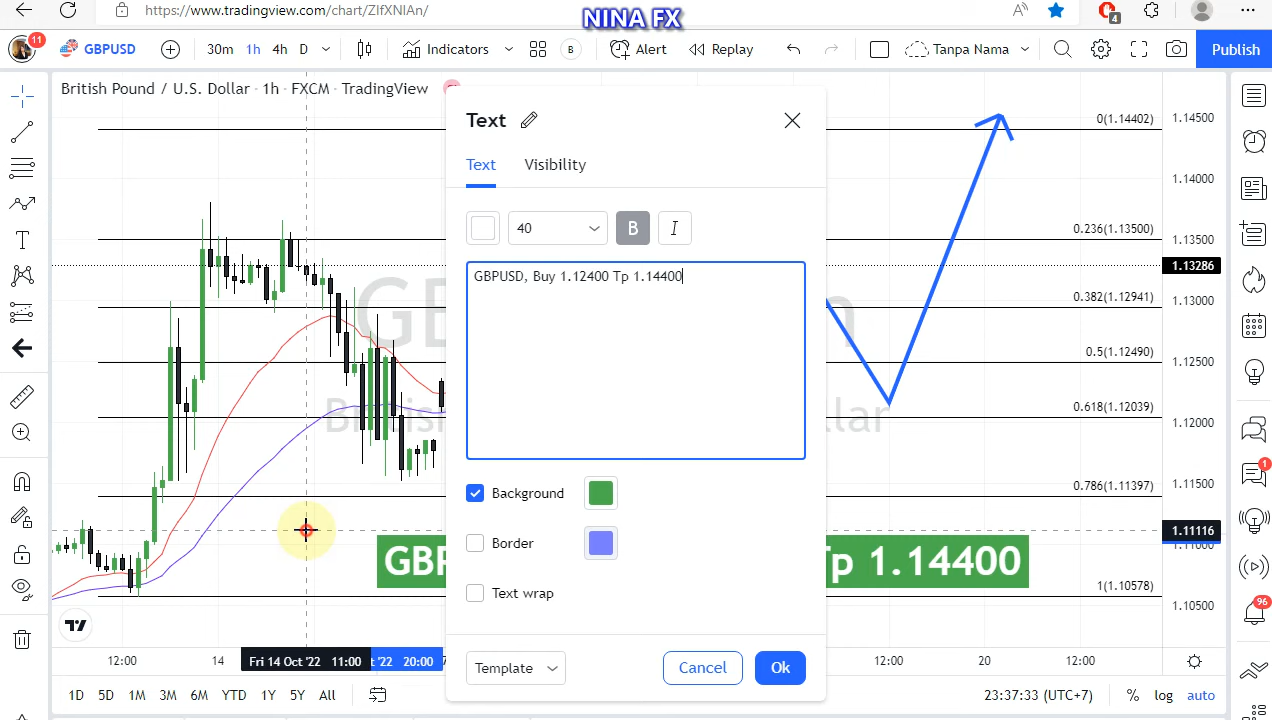 https://www.tradingview.com/chart/ZIfXNIAn/
NINA FX
4
11
GBPUSD
30m 1h 4h D
Indicators
B
Alert
Replay
Tanpa Nama
Publish
British Pound / U.S. Dollar · 1h · FXCM · TradingView
Text
Text
Visibility
40
B
I
GBPUSD, Buy 1.12400 Tp 1.14400
Background
Border
Text wrap
Template
Cancel
Ok
0(1.14402)
0.236(1.13500)
0.382(1.12941)
0.5(1.12490)
0.618(1.12039)
0.786(1.11397)
1(1.10578)
1.14500
1.14000
1.13500
1.13286
1.13000
1.12500
1.12000
1.11500
1.11116
1.11000
1.10500
Tp 1.14400
12:00
14
Fri 14 Oct '22 11:00
'22 20:00
12:00
20
12:00
1D 5D 1M 3M 6M YTD 1Y 5Y All
23:37:33 (UTC+7)
% log auto
1
96